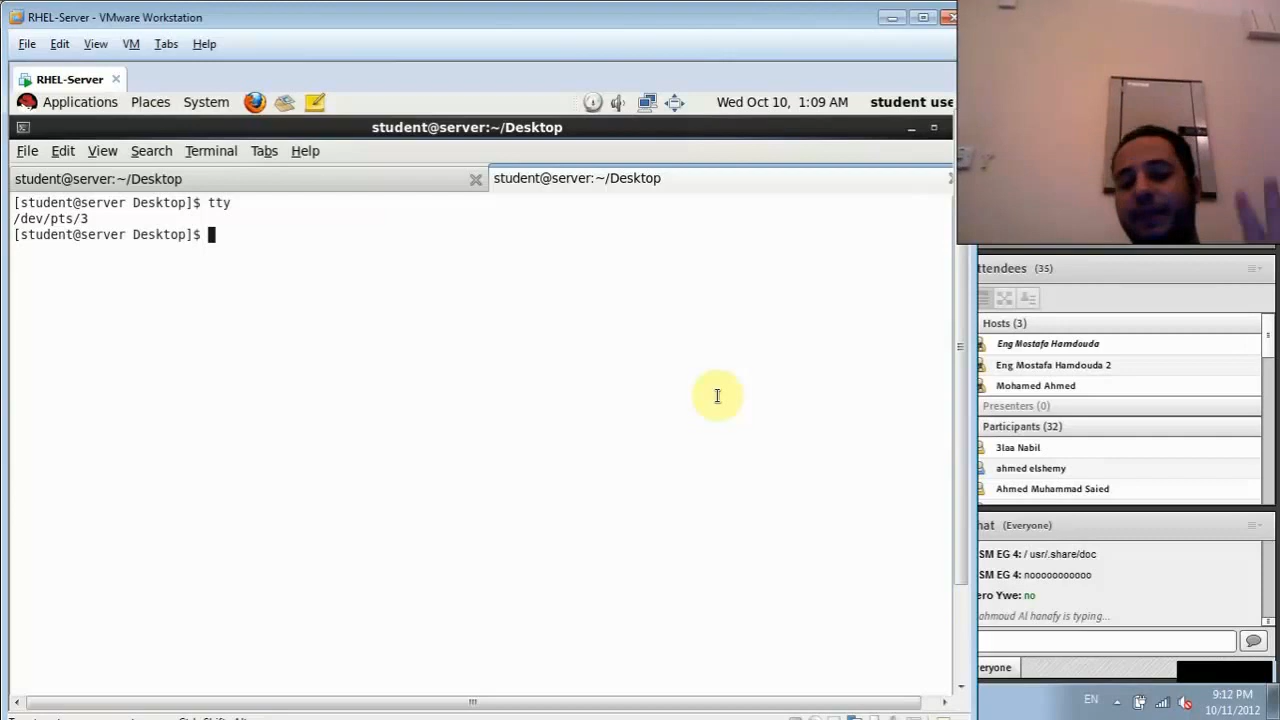 RHEL-Server - VMware Workstation
File Edit View VM Tabs Help
RHEL-Server
Applications Places System Wed Oct 10, 1:09 AM student use
student@server:~/Desktop
File Edit View Search Terminal Tabs Help
student@server:~/Desktop student@server:~/Desktop
[student@server Desktop]$ tty
/dev/pts/3
[student@server Desktop]$
ttendees (35)
Hosts (3)
Eng Mostafa Hamdouda
Eng Mostafa Hamdouda 2
Mohamed Ahmed
Presenters (0)
Participants (32)
3laa Nabil
ahmed elshemy
Ahmed Muhammad Saied
hat (Everyone)
SM EG 4: / usr/.share/doc
SM EG 4: nooooooooooo
ero Ywe: no
ahmoud Al hanafy is typing...
eryone
EN 9:12 PM
10/11/2012